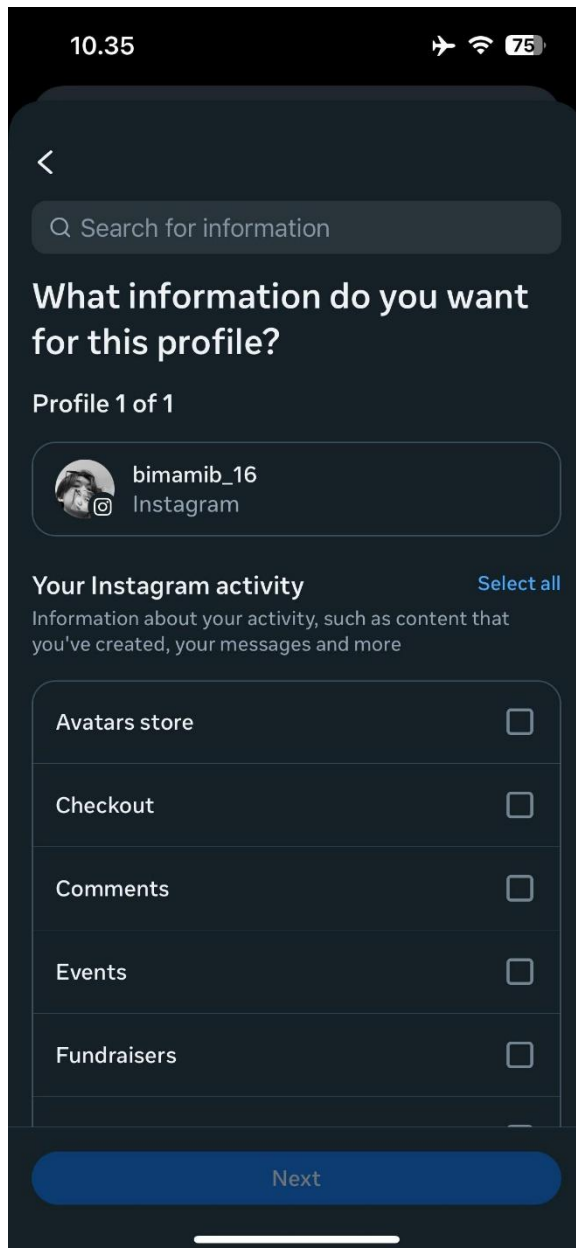 10.35
75
Search for information
What information do you want
for this profile?
Profile 1 of 1
bimamib_16
Instagram
Your Instagram activity
Select all
Information about your activity, such as content that
you've created, your messages and more
Avatars store
Checkout
Comments
Events
Fundraisers
Next